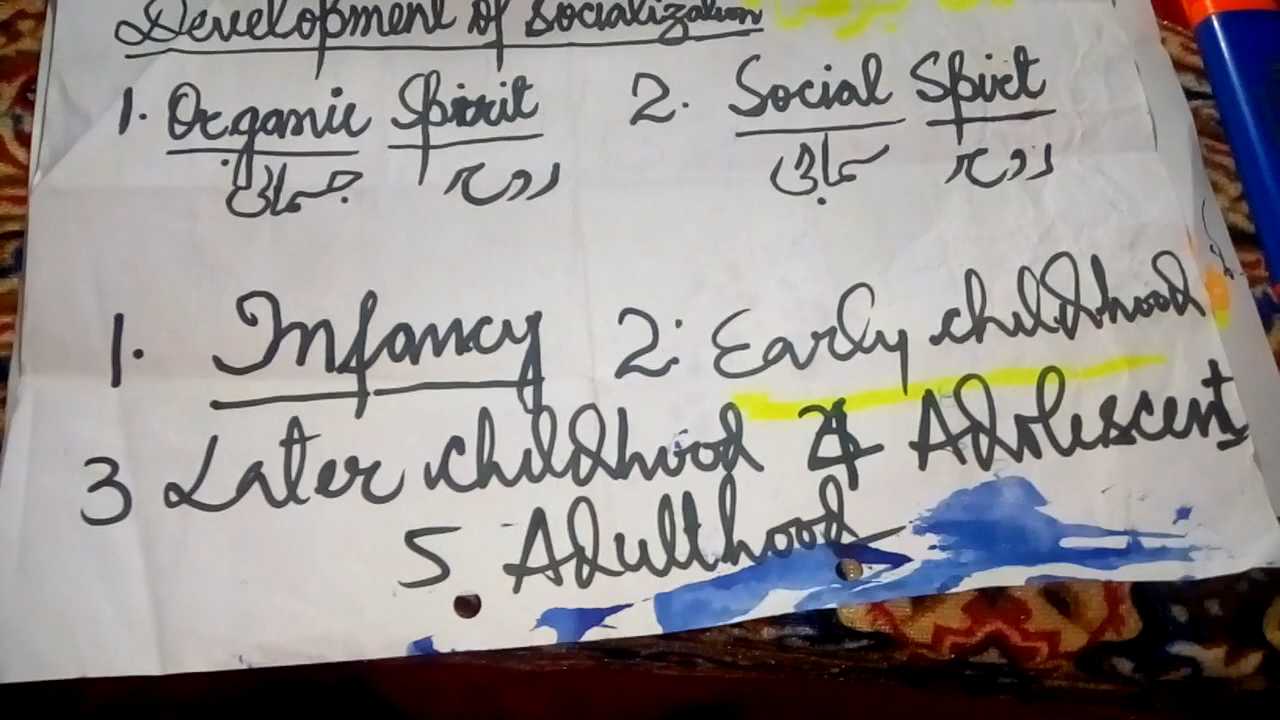 Development of Socialization
1. Organic Spirit 2. Social Spirt
جسمانی روح سماجی روح
1. Infancy 2. Early childhood
3 Later childhood 4 Adolescent
5 Adulthood